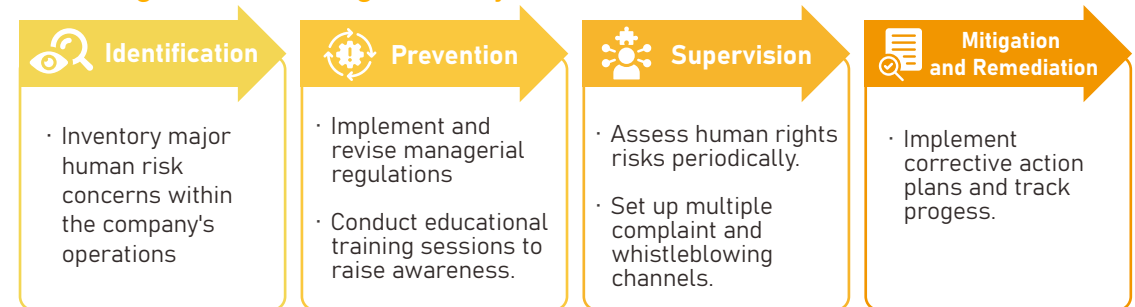 Identification
· Inventory major
human risk
concerns within
the company's
operations
Prevention
· Implement and
revise managerial
regulations
· Conduct educational
training sessions to
raise awareness.
Supervision
· Assess human rights
risks periodically.
· Set up multiple
complaint and
whistleblowing
channels.
Mitigation
and Remediation
· Implement
corrective action
plans and track
progess.